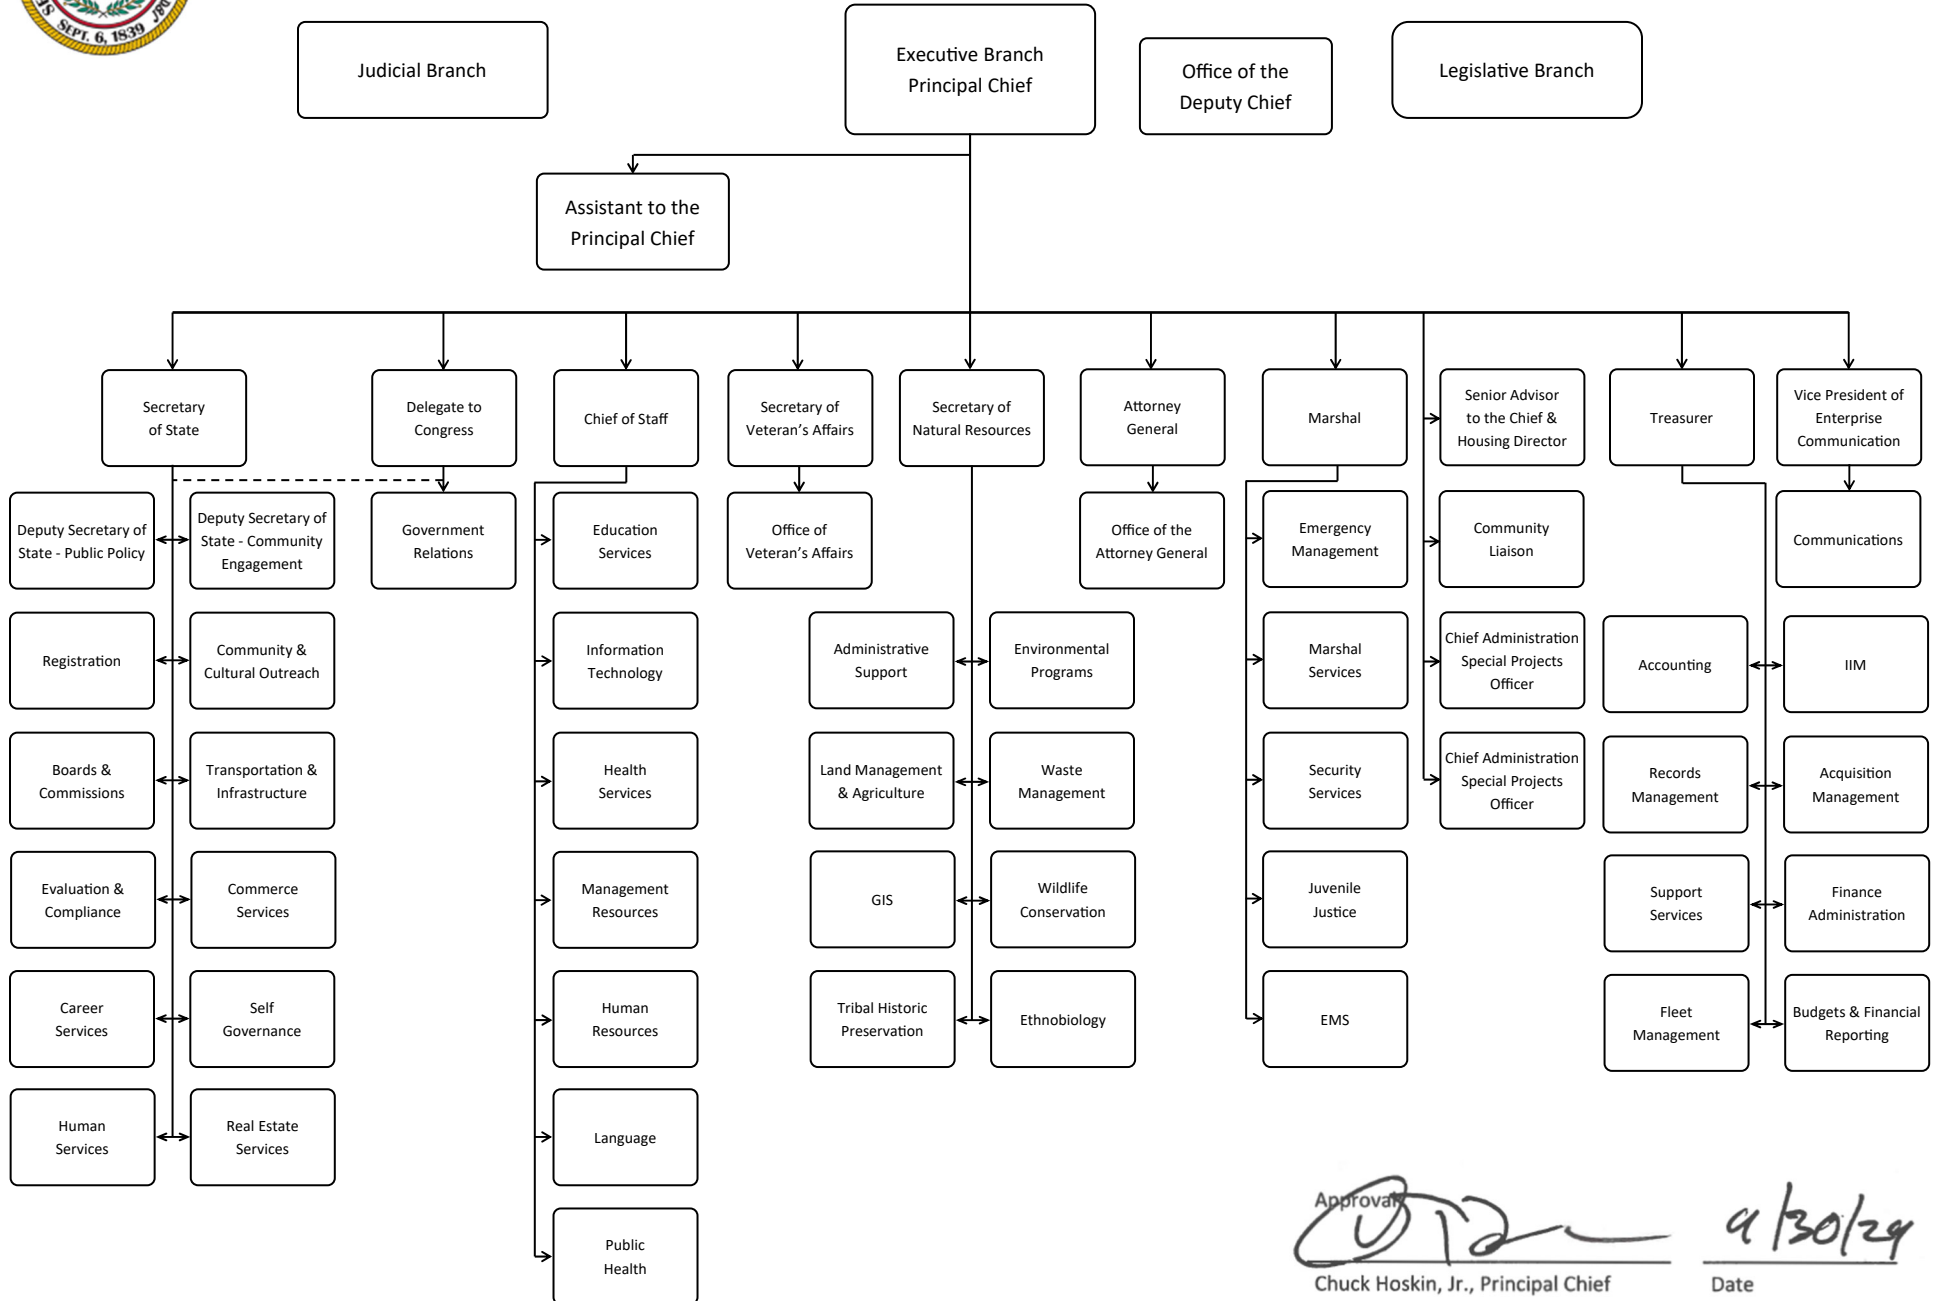 SEPT. 6, 1839
Judicial Branch
Executive Branch
Principal Chief
Office of the
Deputy Chief
Legislative Branch
Assistant to the
Principal Chief
Secretary
of State
Delegate to
Congress
Chief of Staff
Secretary of
Veteran’s Affairs
Secretary of
Natural Resources
Attorney
General
Marshal
Senior Advisor
to the Chief &
Housing Director
Treasurer
Vice President of
Enterprise
Communication
Deputy Secretary of
State - Public Policy
Deputy Secretary of
State - Community
Engagement
Government
Relations
Education
Services
Office of
Veteran’s Affairs
Office of the
Attorney General
Emergency
Management
Community
Liaison
Communications
Registration
Community &
Cultural Outreach
Information
Technology
Administrative
Support
Environmental
Programs
Marshal
Services
Chief Administration
Special Projects
Officer
Accounting
IIM
Boards &
Commissions
Transportation &
Infrastructure
Health
Services
Land Management
& Agriculture
Waste
Management
Security
Services
Chief Administration
Special Projects
Officer
Records
Management
Acquisition
Management
Evaluation &
Compliance
Commerce
Services
Management
Resources
GIS
Wildlife
Conservation
Juvenile
Justice
Support
Services
Finance
Administration
Career
Services
Self
Governance
Human
Resources
Tribal Historic
Preservation
Ethnobiology
EMS
Fleet
Management
Budgets & Financial
Reporting
Human
Services
Real Estate
Services
Language
Public
Health
Approval
9/30/24
Chuck Hoskin, Jr., Principal Chief
Date